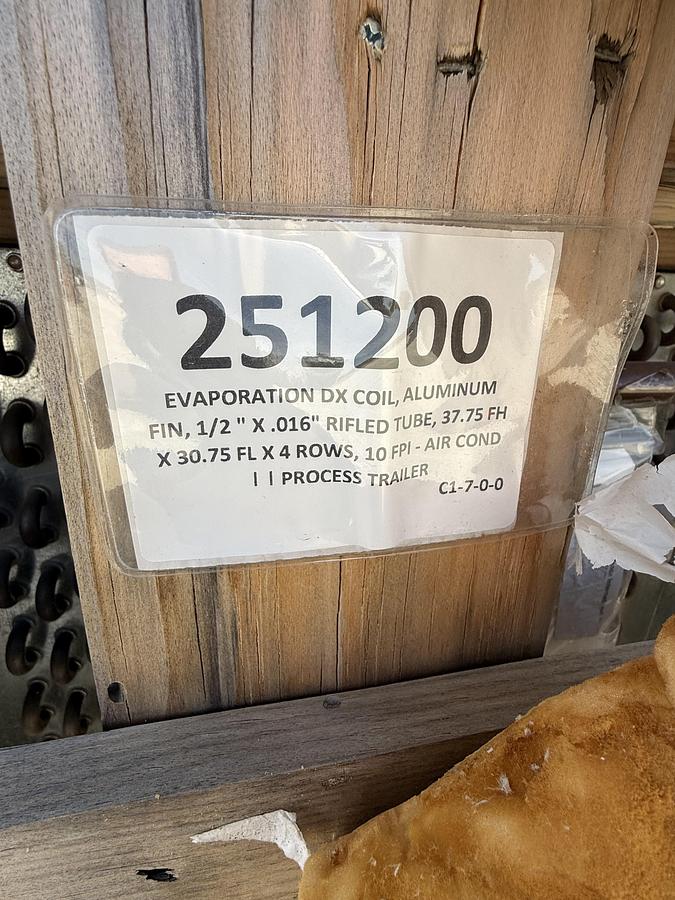 251200
EVAPORATION DX COIL, ALUMINUM
FIN, 1/2 " X .016" RIFLED TUBE, 37.75 FH
X 30.75 FL X 4 ROWS, 10 FPI - AIR COND
| | PROCESS TRAILER
C1-7-0-0